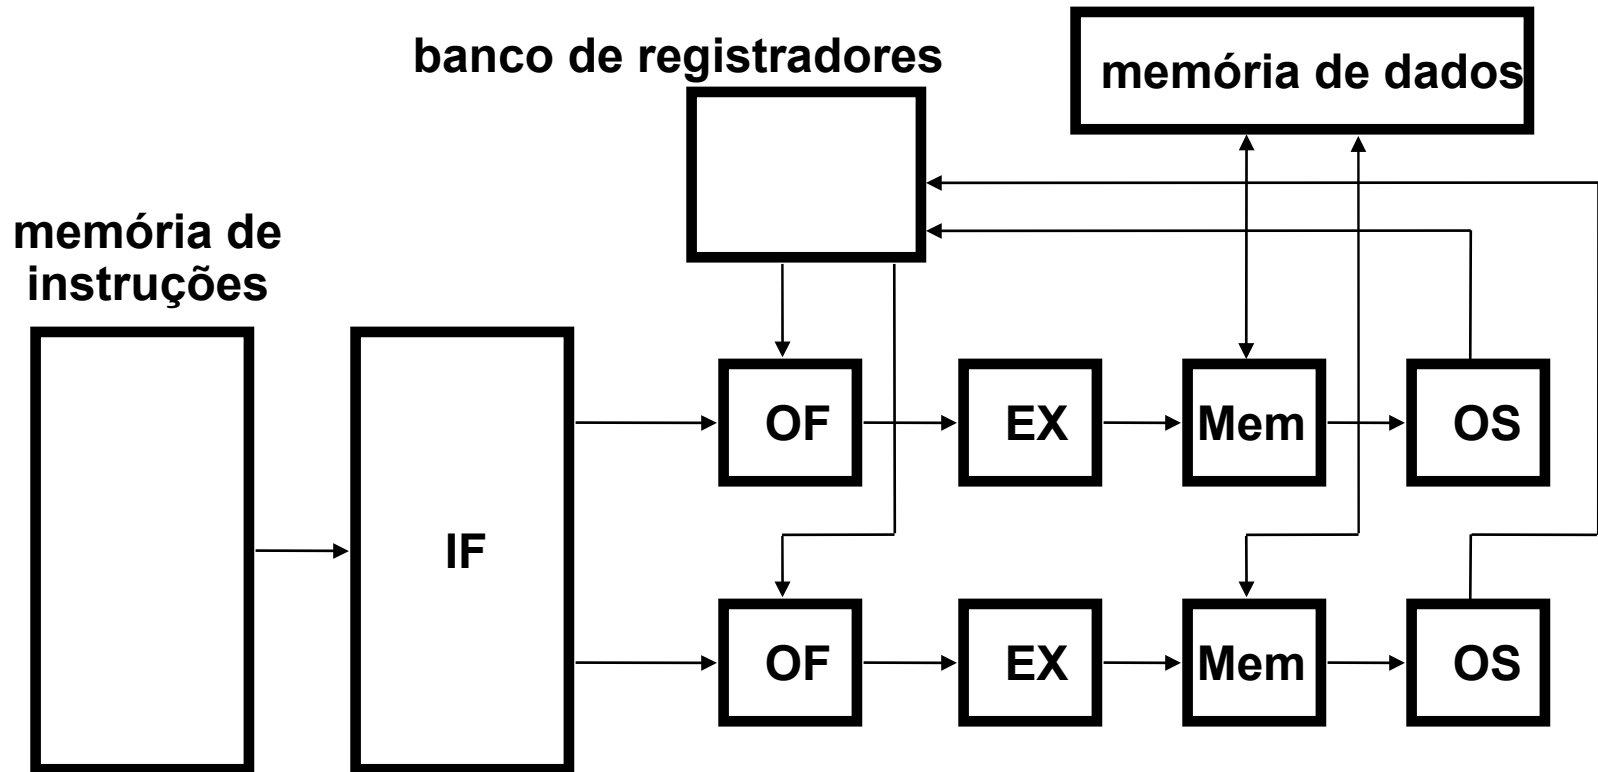 banco de registradores
memória de dados
memória de
instruções
OF
EX
Mem
OS
IF
OF
EX
Mem
OS